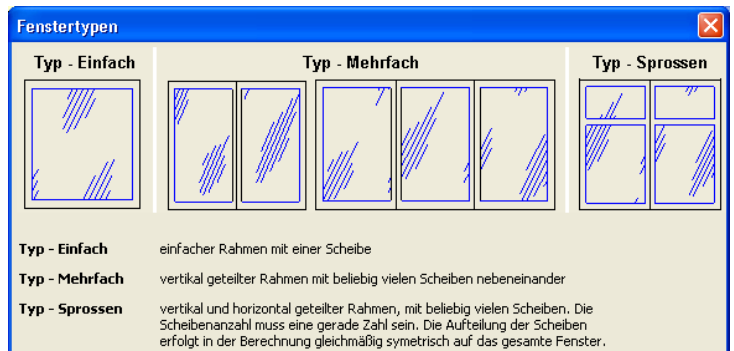 Fenstertypen
Typ - Einfach
Typ - Mehrfach
Typ - Sprossen
Typ - Einfach einfacher Rahmen mit einer Scheibe
Typ - Mehrfach vertikal geteilter Rahmen mit beliebig vielen Scheiben nebeneinander
Typ - Sprossen vertikal und horizontal geteilter Rahmen, mit beliebig vielen Scheiben. Die
Scheibenanzahl muss eine gerade Zahl sein. Die Aufteilung der Scheiben
erfolgt in der Berechnung gleichmäßig symetrisch auf das gesamte Fenster.